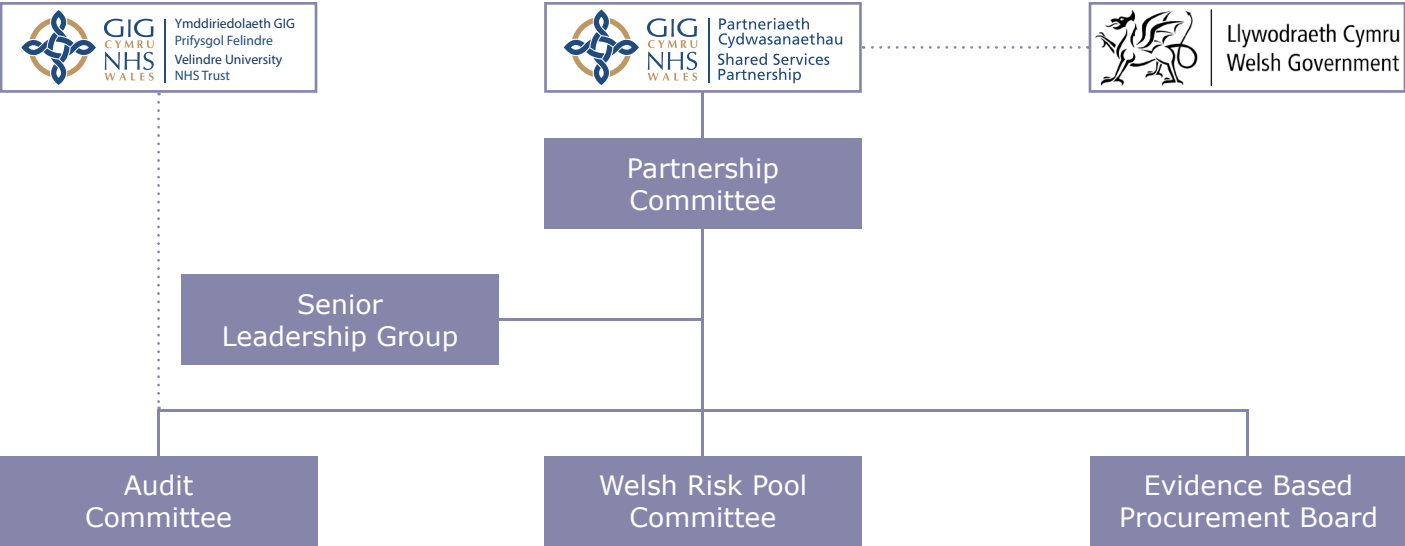 GIG
CYMRU
NHS
WALES
Ymddiriedolaeth GIG
Prifysgol Felindre
Velindre University
NHS Trust
GIG
CYMRU
NHS
WALES
Partneriaeth
Cydwasanaethau
Shared Services
Partnership
Llywodraeth Cymru
Welsh Government
Partnership
Committee
Senior
Leadership Group
Audit
Committee
Welsh Risk Pool
Committee
Evidence Based
Procurement Board